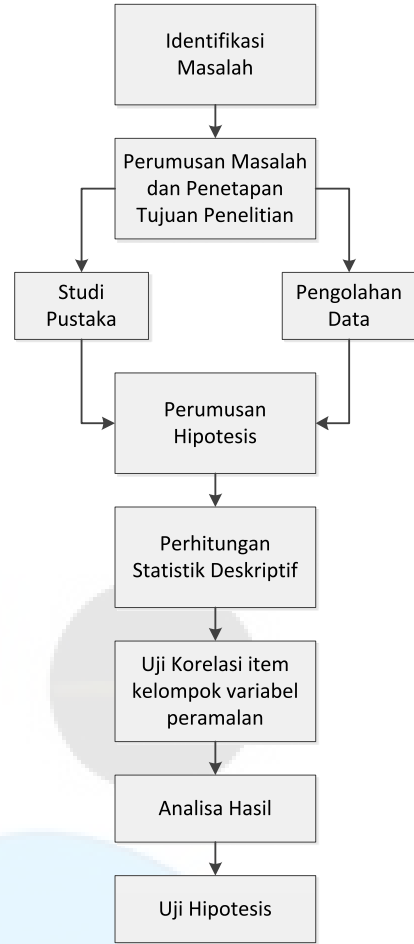 Identifikasi
Masalah
Perumusan Masalah
dan Penetapan
Tujuan Penelitian
Studi
Pustaka
Pengolahan
Data
Perumusan
Hipotesis
Perhitungan
Statistik Deskriptif
Uji Korelasi item
kelompok variabel
peramalan
Analisa Hasil
Uji Hipotesis